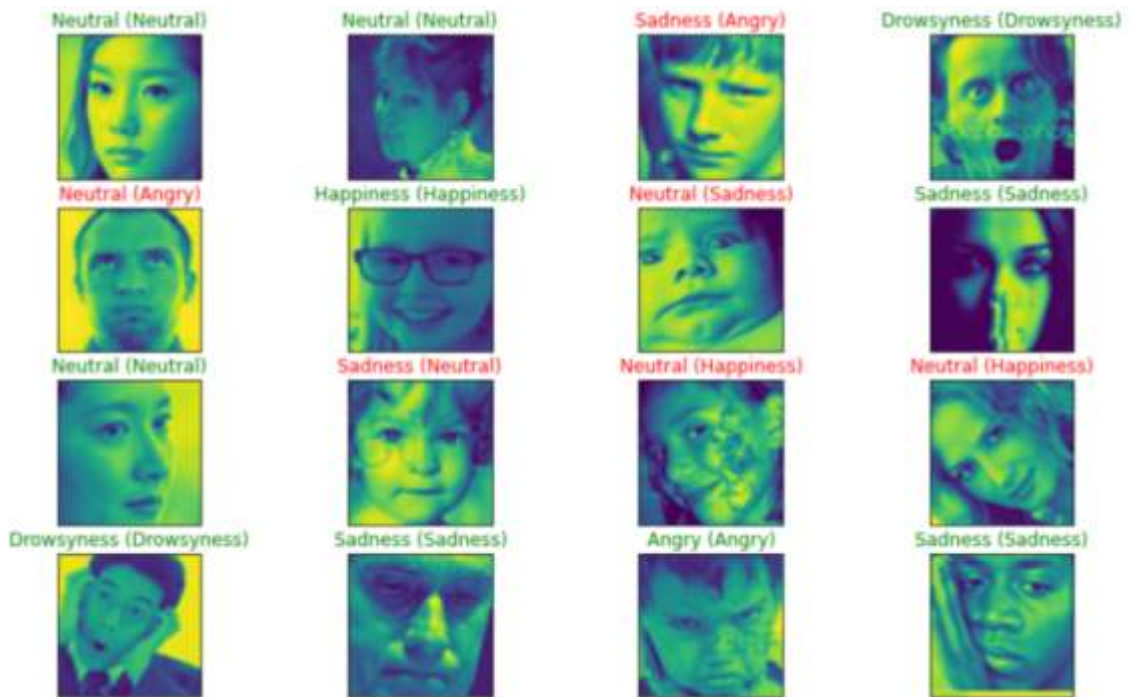 Neutral (Neutral) Neutral (Neutral) Sadness (Angry) Drowsyness (Drowsyness)
Neutral (Angry) Happiness (Happiness) Neutral (Sadness) Sadness (Sadness)
Neutral (Neutral) Sadness (Neutral) Neutral (Happiness) Neutral (Happiness)
Drowsyness (Drowsyness) Sadness (Sadness) Angry (Angry) Sadness (Sadness)